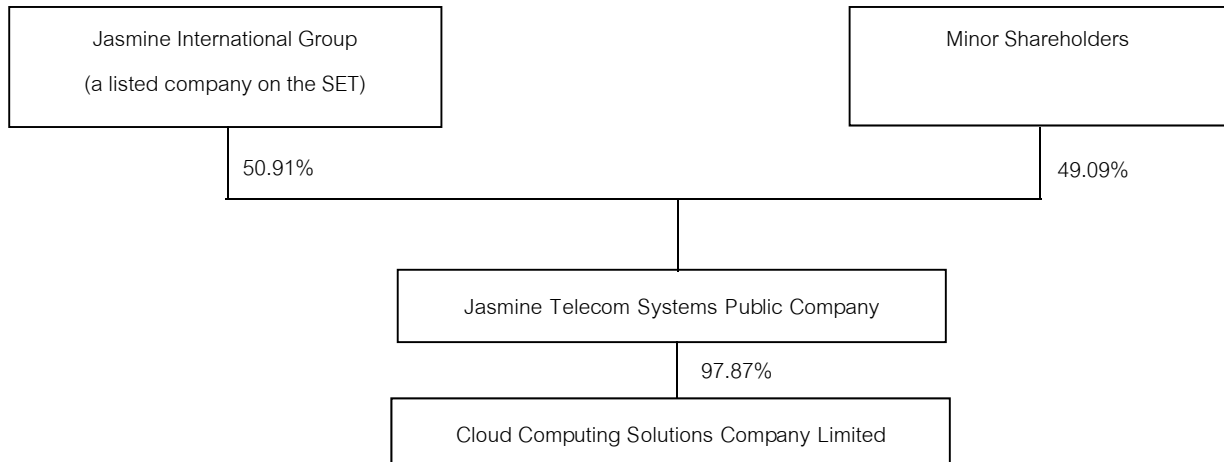 Jasmine International Group
(a listed company on the SET)
Minor Shareholders
50.91%
49.09%
Jasmine Telecom Systems Public Company
97.87%
Cloud Computing Solutions Company Limited